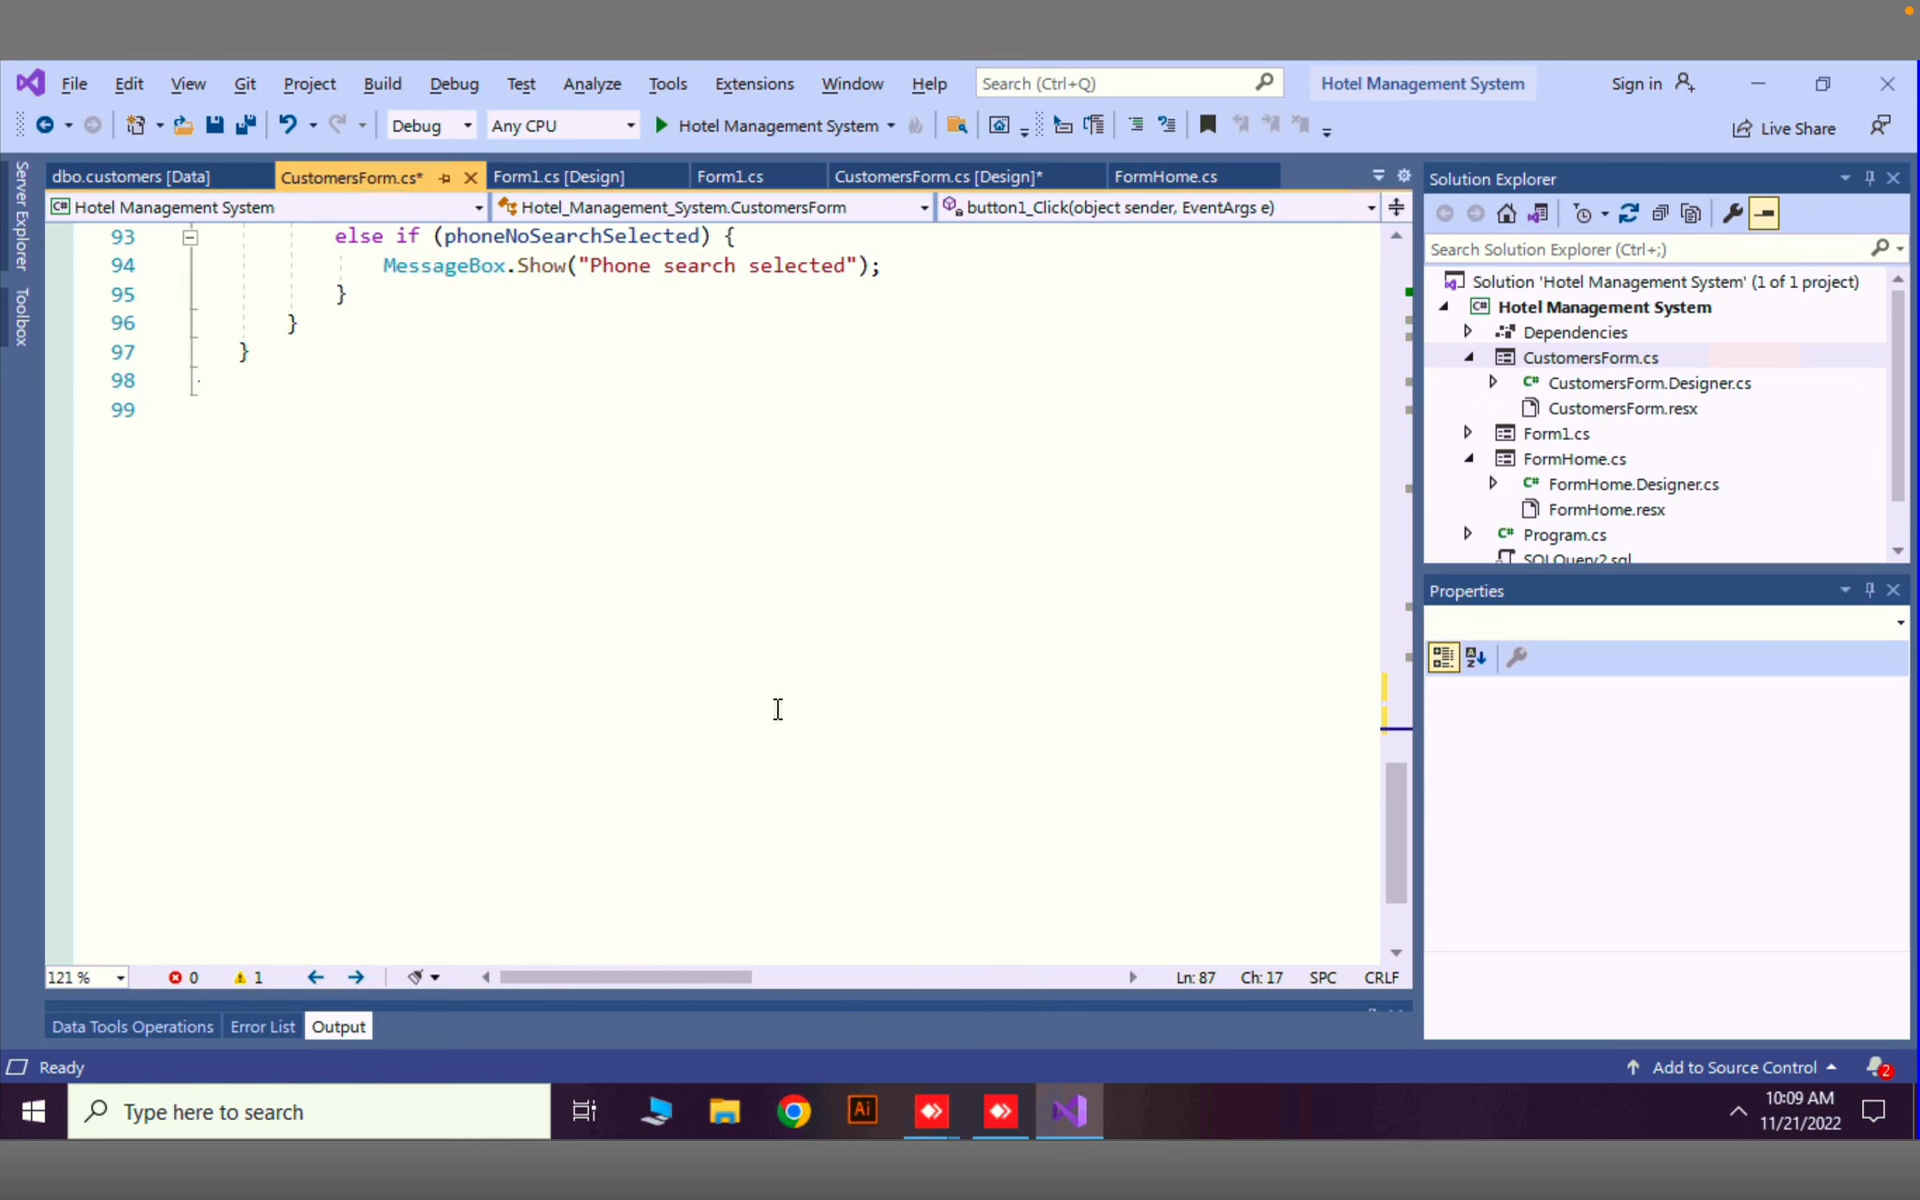 File Edit View Git Project Build Debug Test Analyze Tools Extensions Window Help Search (Ctrl+Q) Hotel Management System Sign in
Debug Any CPU Hotel Management System Live Share
Server Explorer
Toolbox
dbo.customers [Data] CustomersForm.cs* Form1.cs [Design] Form1.cs CustomersForm.cs [Design]* FormHome.cs
Hotel Management System Hotel_Management_System.CustomersForm button1_Click(object sender, EventArgs e)
93 else if (phoneNoSearchSelected) {
94 MessageBox.Show("Phone search selected");
95 }
96 }
97 }
98
99
121 % 0 1 Ln: 87 Ch: 17 SPC CRLF
Data Tools Operations Error List Output
Solution Explorer
Search Solution Explorer (Ctrl+;)
Solution 'Hotel Management System' (1 of 1 project)
C# Hotel Management System
Dependencies
CustomersForm.cs
C# CustomersForm.Designer.cs
CustomersForm.resx
Form1.cs
FormHome.cs
C# FormHome.Designer.cs
FormHome.resx
C# Program.cs
SQLQuery2.sql
Properties
Ready Add to Source Control 2
Type here to search Ai 10:09 AM
11/21/2022